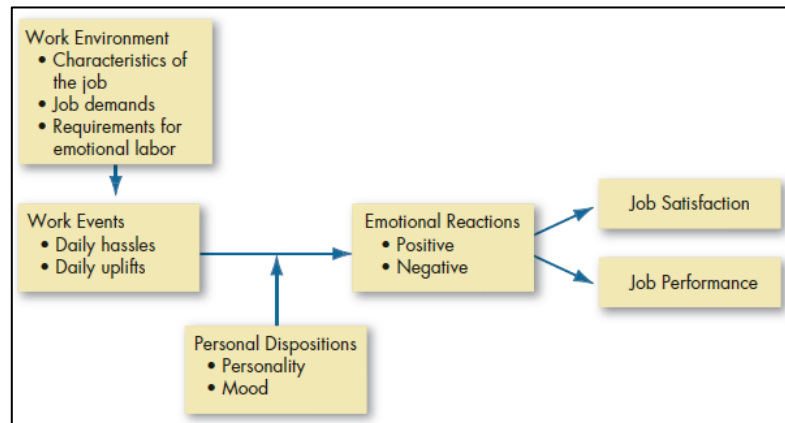 Work Environment
• Characteristics of
the job
• Job demands
• Requirements for
emotional labor
Work Events
• Daily hassles
• Daily uplifts
Personal Dispositions
• Personality
• Mood
Emotional Reactions
• Positive
• Negative
Job Satisfaction
Job Performance